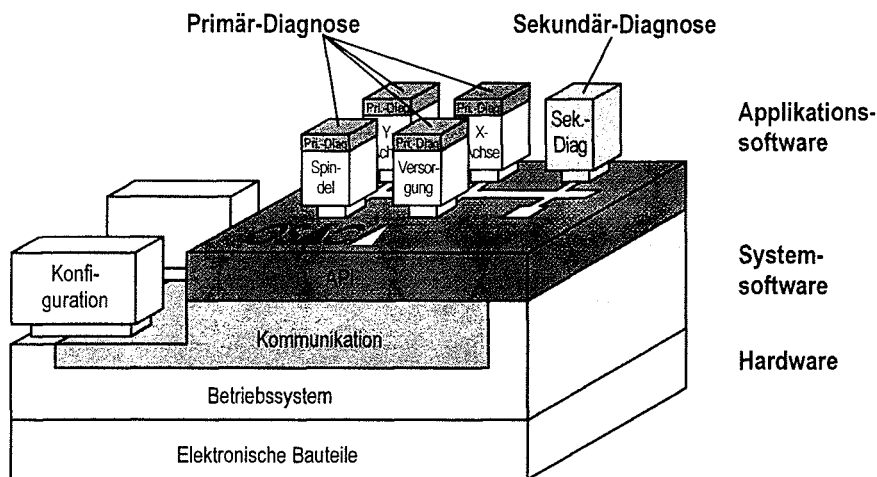 Primär-Diagnose
Sekundär-Diagnose
Pri.-Diag
Pri.-Diag
Y
X-
Achse
Sek.-
Diag
Pri.-Diag
Spin-
del
Pri.-Diag
Versor-
gung
Applikations-
software
Konfi-
guration
API
System-
software
Kommunikation
Hardware
Betriebssystem
Elektronische Bauteile